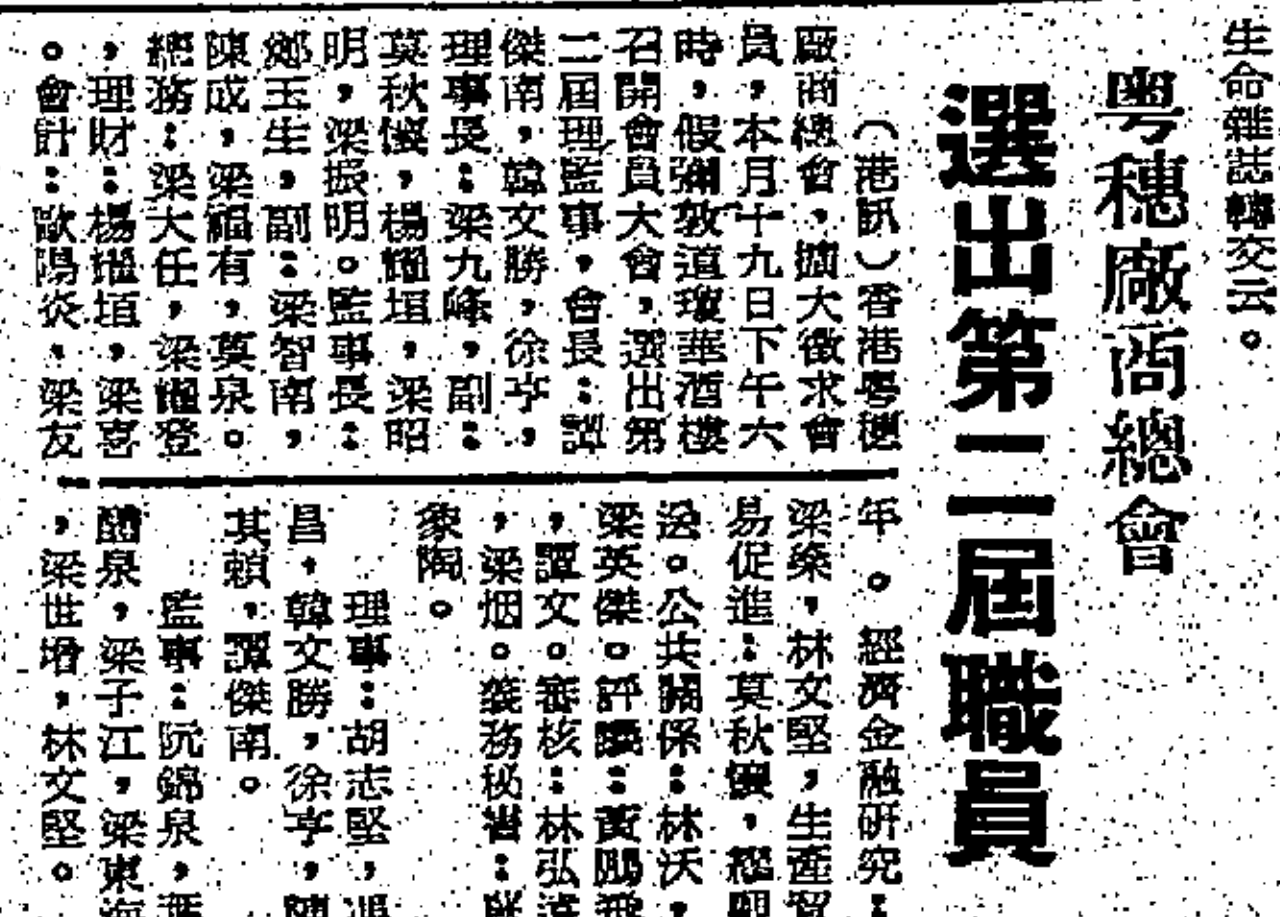 生命雜誌轉交云。
粵穗廠商總會
選出第二屆職員
(港訊)香港粵穗
廠商總會,擴大徵求會
員,本月十九日下午六
時,假彌敦道瓊華酒樓
召開會員大會,選出第
二屆理監事,會長:譚
傑南,韓文勝,徐亨,
理事長:梁九峰,副:
莫秋懷,楊耀垣,梁昭
明,梁振明。監事長:
鄉玉生,副:梁智南,
陳成,梁福有,莫泉。
總務:梁大任,梁耀登
,理財:楊耀垣,梁喜
。會計:歐陽炎,梁友
年。經濟金融研究:
梁燊,林文堅,生產貿
易促進:莫秋懷,
。公共關係:林沃,
梁英傑。評議:黃
,譚文。審核:林弘
,梁烟。義務秘書:
象陶。
理事:胡志堅,
昌,韓文勝,徐亨,陳
其賴,譚傑南。
監事:阮錦泉,
醴泉,梁子江,梁東海
,梁世增,林文堅。